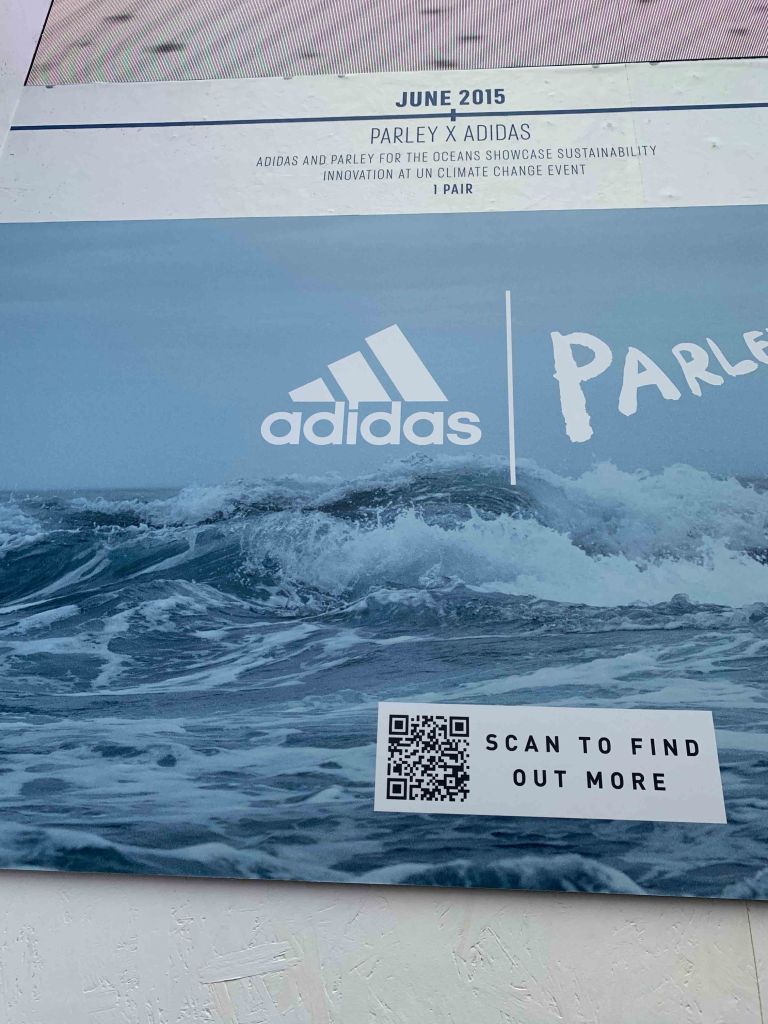 JUNE 2015
PARLEY X ADIDAS
ADIDAS AND PARLEY FOR THE OCEANS SHOWCASE SUSTAINABILITY
INNOVATION AT UN CLIMATE CHANGE EVENT
1 PAIR
adidas
PARLE
SCAN TO FIND
OUT MORE